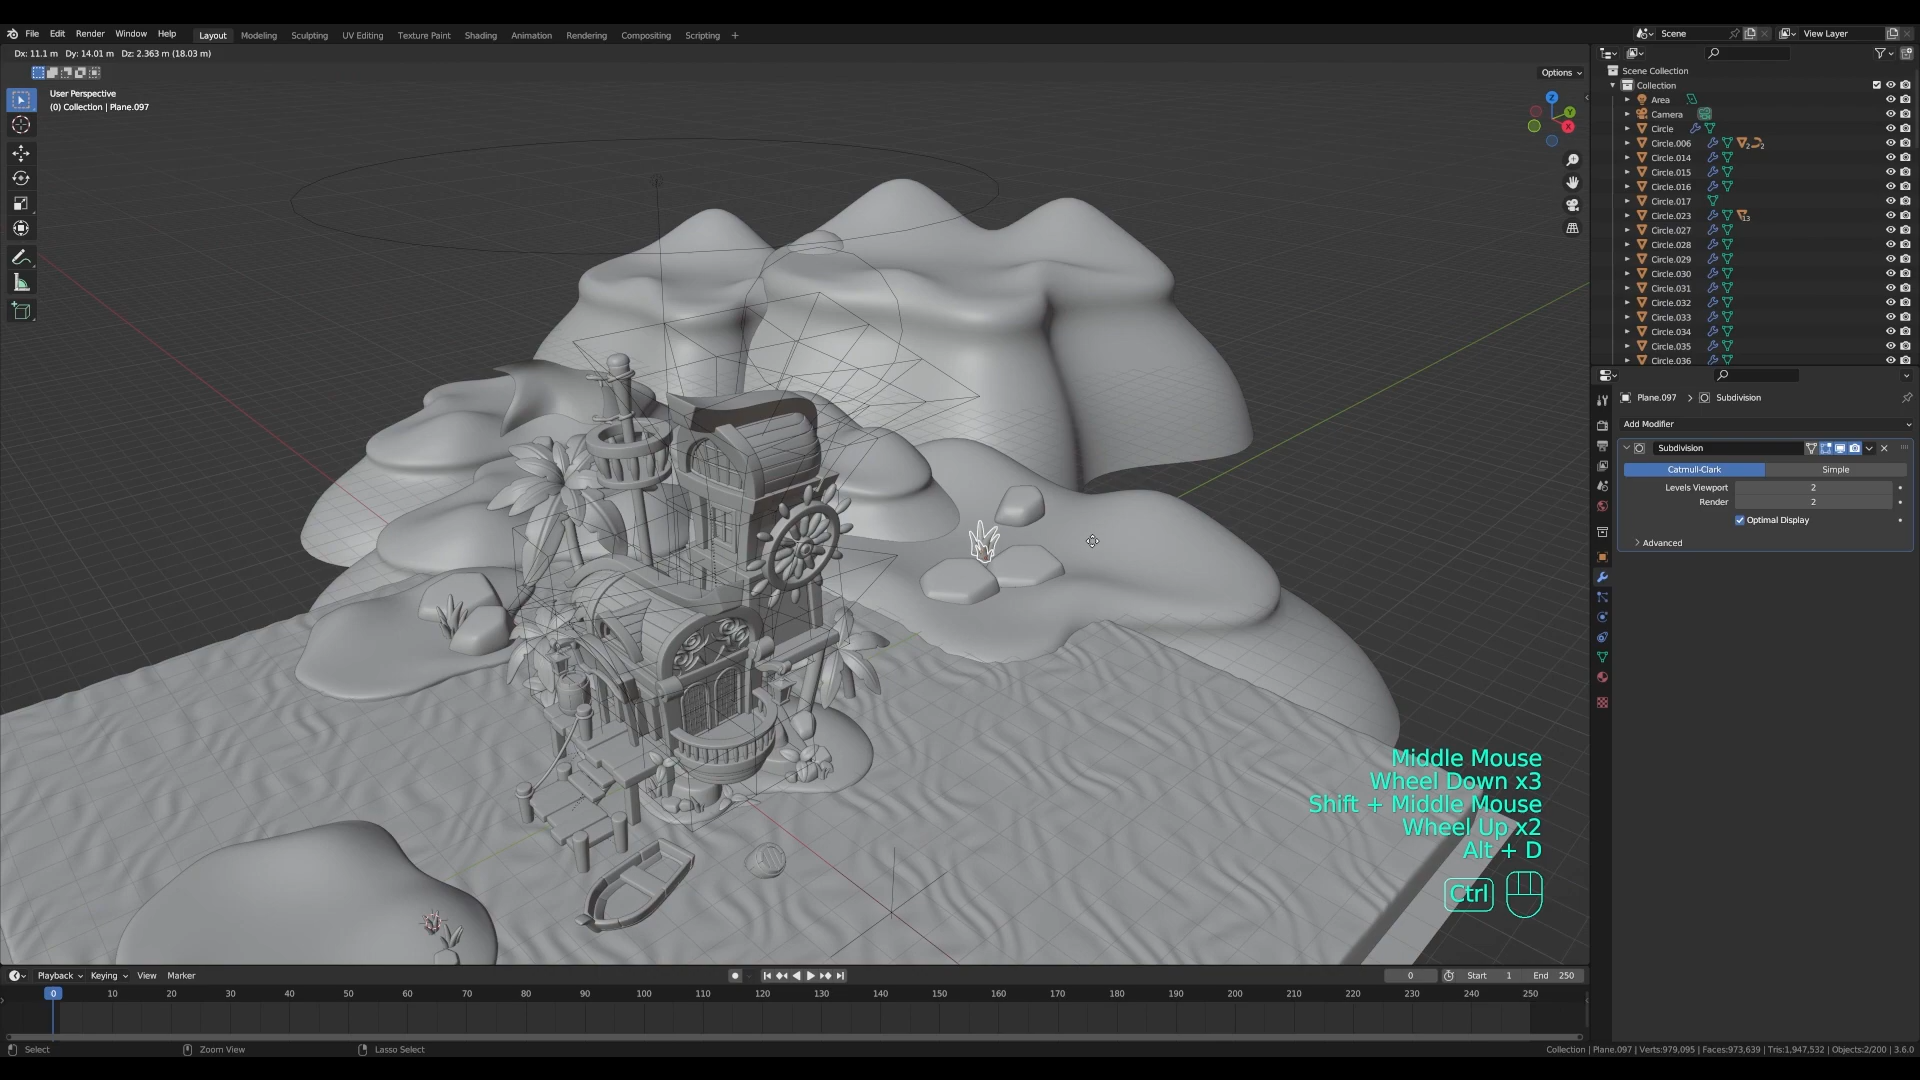 File Edit Render Window Help Layout Modeling Sculpting UV Editing Texture Paint Shading Animation Rendering Compositing Scripting + Scene View Layer
Dx: 11.1 m Dy: 14.01 m Dz: 2.363 m (18.03 m)
Options
User Perspective
(0) Collection | Plane.097
Z
Y
X
Scene Collection
Collection
Area
Camera
Circle
Circle.006 2 2
Circle.014
Circle.015
Circle.016
Circle.017
Circle.023 13
Circle.027
Circle.028
Circle.029
Circle.030
Circle.031
Circle.032
Circle.033
Circle.034
Circle.035
Circle.036
Plane.097 > Subdivision
Add Modifier
Subdivision
Catmull-Clark Simple
Levels Viewport 2
Render 2
Optimal Display
Advanced
Middle Mouse
Wheel Down x3
Shift + Middle Mouse
Wheel Up x2
Alt + D
Ctrl
Playback Keying View Marker 0 Start 1 End 250
0 10 20 30 40 50 60 70 80 90 100 110 120 130 140 150 160 170 180 190 200 210 220 230 240 250
Select Zoom View Lasso Select Collection | Plane.097 | Verts:979,095 | Faces:973,639 | Tris:1,947,532 | Objects:2/200 | 3.6.0